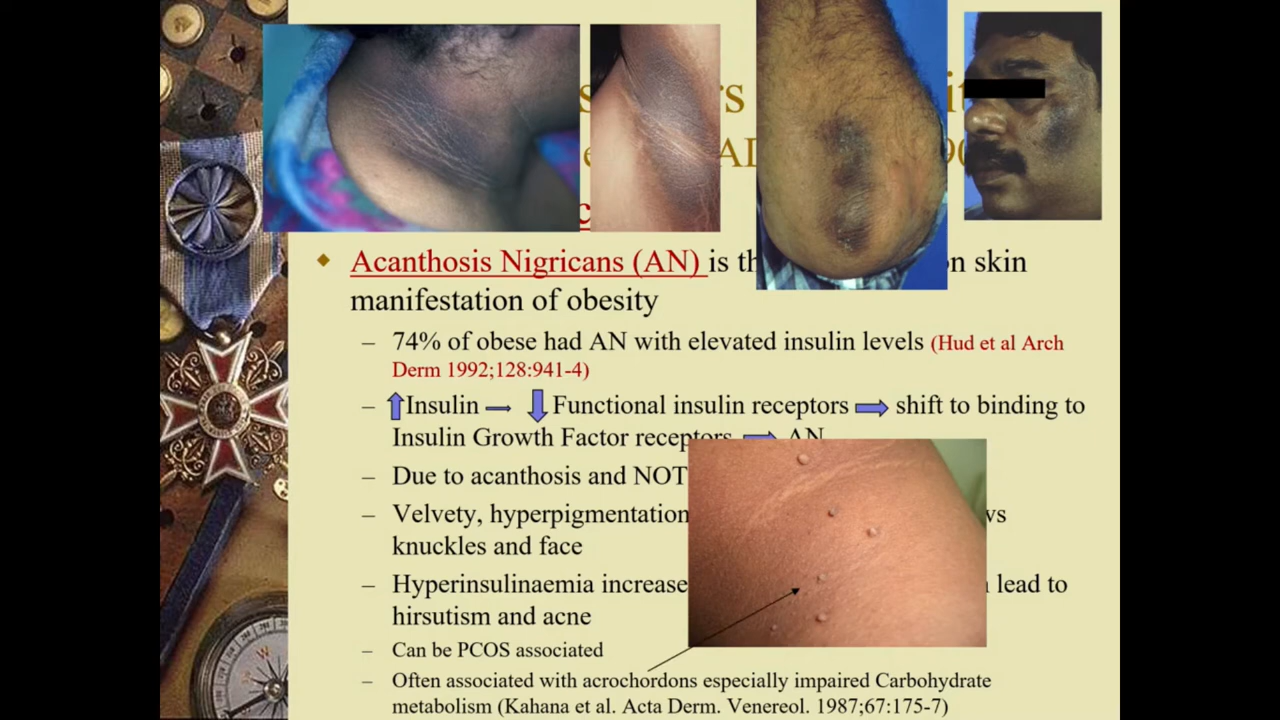 Acanthosis Nigricans (AN) is on skin
manifestation of obesity
– 74% of obese had AN with elevated insulin levels (Hud et al Arch
Derm 1992;128:941-4)
– Insulin Functional insulin receptors shift to binding to
Insulin Growth Factor receptors AN
– Due to acanthosis and NOT
– Velvety, hyperpigmentation
knuckles and face
– Hyperinsulinaemia increase lead to
hirsutism and acne
– Can be PCOS associated
– Often associated with acrochordons especially impaired Carbohydrate
metabolism (Kahana et al. Acta Derm. Venereol. 1987;67:175-7)